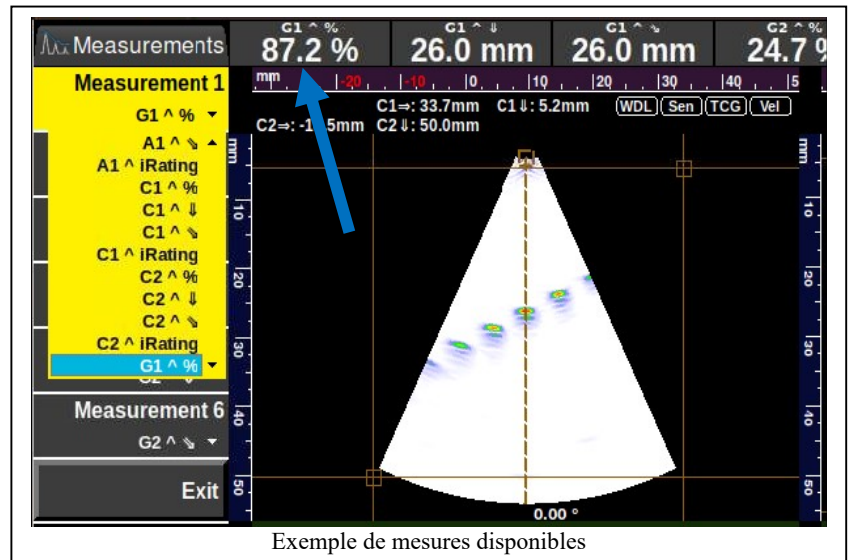 G1 ^ % G1 ^ ⇓ G1 ^ ⇘ G2 ^ %
Measurements 87.2 % 26.0 mm 26.0 mm 24.7 %
Measurement 1
G1 ^ % ▾
mm -20 -10 0 10 20 30 40 5
C1⇒: 33.7mm C1⇓: 5.2mm WDL Sen TCG Vel
C2⇒: C2⇓: 50.0mm
A1 ^ ⇘
A1 ^ iRating
C1 ^ %
C1 ^ ⇓
C1 ^ ⇘
C1 ^ iRating
C2 ^ %
C2 ^ ⇓
C2 ^ ⇘
C2 ^ iRating
G1 ^ %
Measurement 6
G2 ^ ⇘ ▾
Exit
mm 10 20 30 40 50
mm 10 20 30 40 50
0.00 °
Exemple de mesures disponibles